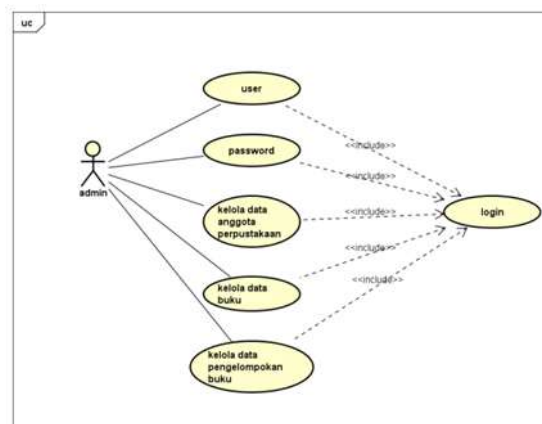 uc
user
<<include>>
password
<<include>>
admin
kelola data
anggota
perpustakaan
<<include>>
login
<<include>>
kelola data
buku
<<include>>
kelola data
pengelompokan
buku